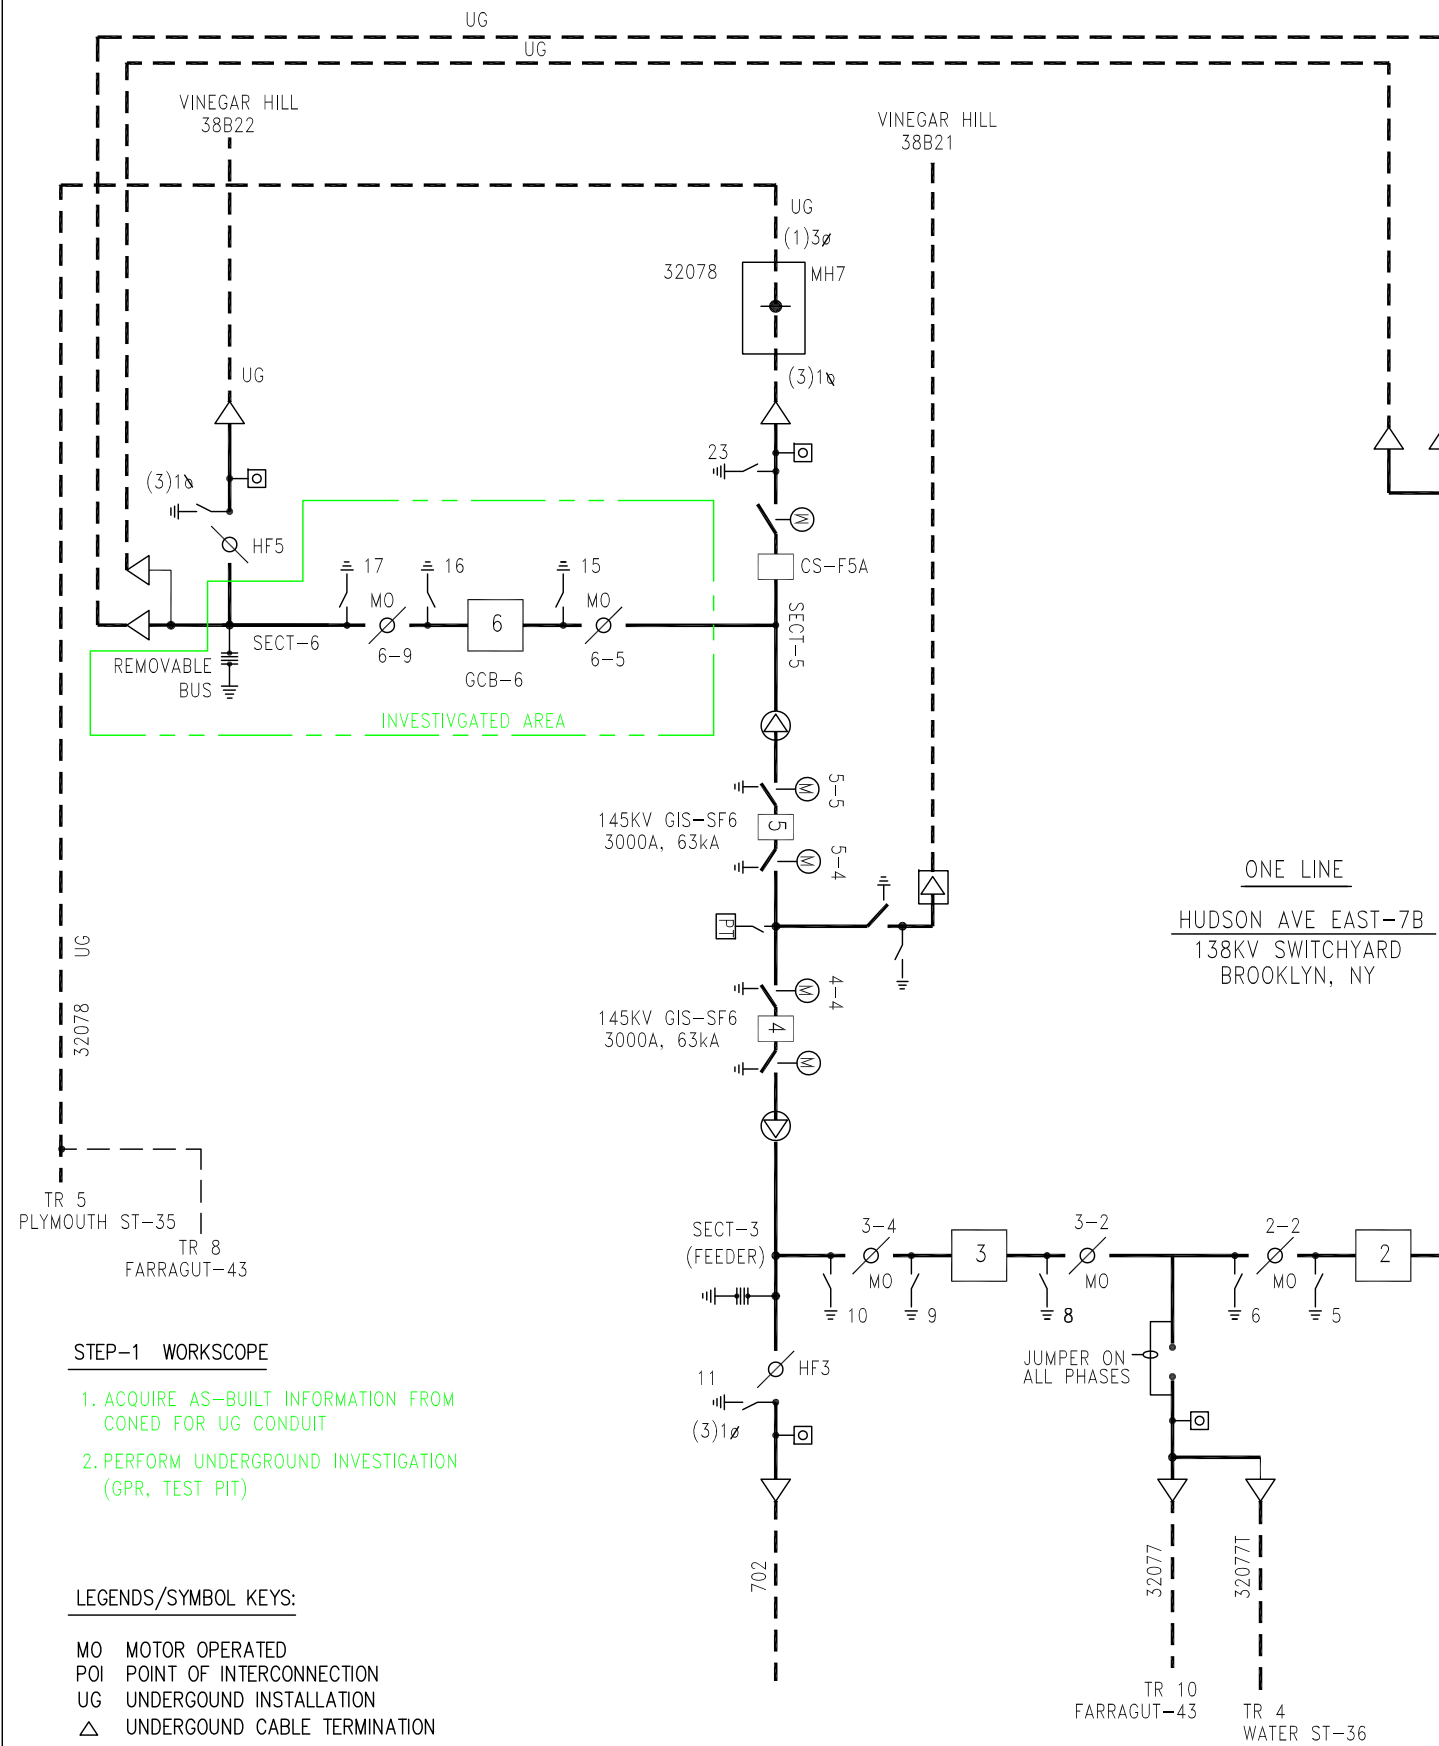 UG
UG
VINEGAR HILL
38B22
VINEGAR HILL
38B21
UG
(1)3ø
32078
MH7
UG
(3)1ø
23
(3)1ø
M
HF5
CS-F5A
17
16
15
MO
MO
6
SECT-5
SECT-6
6-9
6-5
REMOVABLE
BUS
GCB-6
INVESTIVGATED AREA
M
5-5
145KV GIS-SF6
3000A, 63kA
5
M
5-4
ONE LINE
HUDSON AVE EAST-7B
138KV SWITCHYARD
BROOKLYN, NY
PT
UG
32078
M
4-4
145KV GIS-SF6
3000A, 63kA
4
M
TR 5
PLYMOUTH ST-35
TR 8
FARRAGUT-43
SECT-3
(FEEDER)
3-4
3
3-2
2-2
2
MO
MO
MO
10
9
8
6
5
STEP-1 WORKSCOPE
1. ACQUIRE AS-BUILT INFORMATION FROM
CONED FOR UG CONDUIT
2. PERFORM UNDERGROUND INVESTIGATION
(GPR, TEST PIT)
JUMPER ON
ALL PHASES
HF3
11
(3)1ø
702
32077
32077T
TR 10
FARRAGUT-43
TR 4
WATER ST-36
LEGENDS/SYMBOL KEYS:
MO MOTOR OPERATED
POI POINT OF INTERCONNECTION
UG UNDERGOUND INSTALLATION
△ UNDERGOUND CABLE TERMINATION